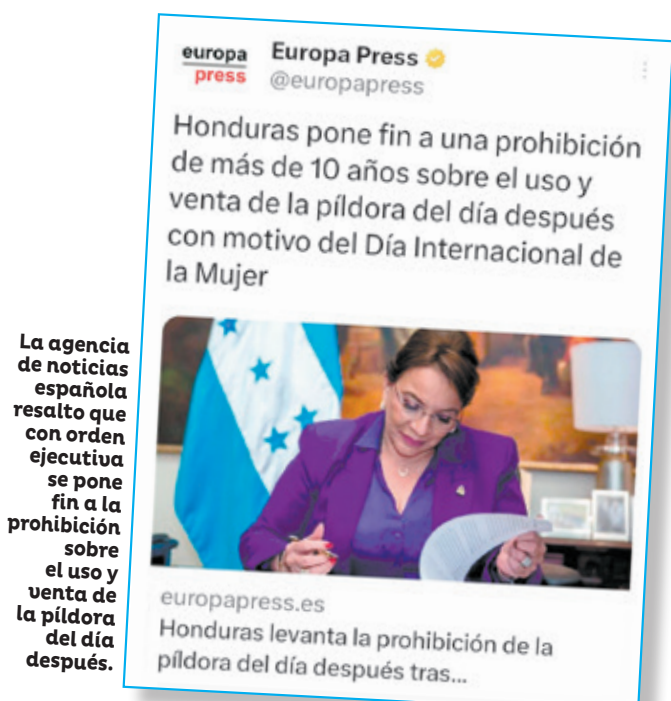 europa
press
Europa Press
@europapress
Honduras pone fin a una prohibición
de más de 10 años sobre el uso y
venta de la píldora del día después
con motivo del Día Internacional de
la Mujer
La agencia
de noticias
española
resalto que
con orden
ejecutiva
se pone
fin a la
prohibición
sobre
el uso y
venta de
la píldora
del día
después.
europapress.es
Honduras levanta la prohibición de la
píldora del día después tras...